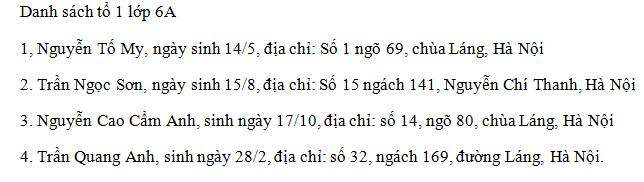 Danh sách tổ 1 lớp 6A
1, Nguyễn Tố My, ngày sinh 14/5, địa chỉ: Số 1 ngõ 69, chùa Láng, Hà Nội
2. Trần Ngọc Sơn, ngày sinh 15/8, địa chỉ: Số 15 ngách 141, Nguyễn Chí Thanh, Hà Nội
3. Nguyễn Cao Cẩm Anh, sinh ngày 17/10, địa chỉ: số 14, ngõ 80, chùa Láng, Hà Nội
4. Trần Quang Anh, sinh ngày 28/2, địa chỉ: số 32, ngách 169, đường Láng, Hà Nội.